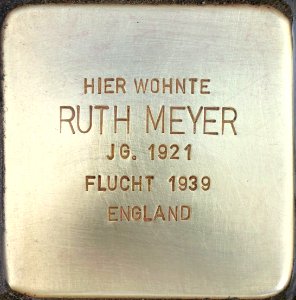 HIER WOHNTE
RUTH MEYER
JG. 1921
FLUCHT 1939
ENGLAND